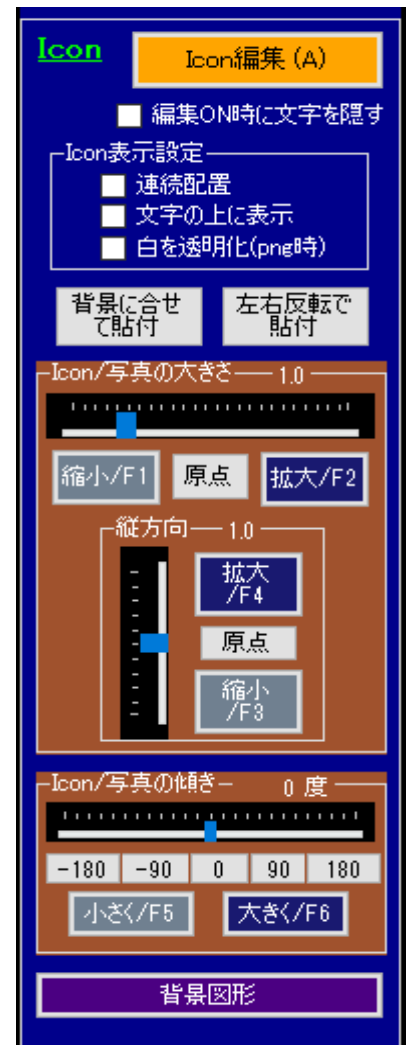 Icon
Icon編集(A)
編集ON時に文字を隠す
Icon表示設定
連続配置
文字の上に表示
白を透明化(png時)
背景に合せ
て貼付
左右反転で
貼付
Icon/写真の大きさ 1.0
縮小/F1
原点
拡大/F2
縦方向 1.0
拡大
/F4
原点
縮小
/F3
Icon/写真の傾き 0 度
-180
-90
0
90
180
小さく/F5
大きく/F6
背景図形